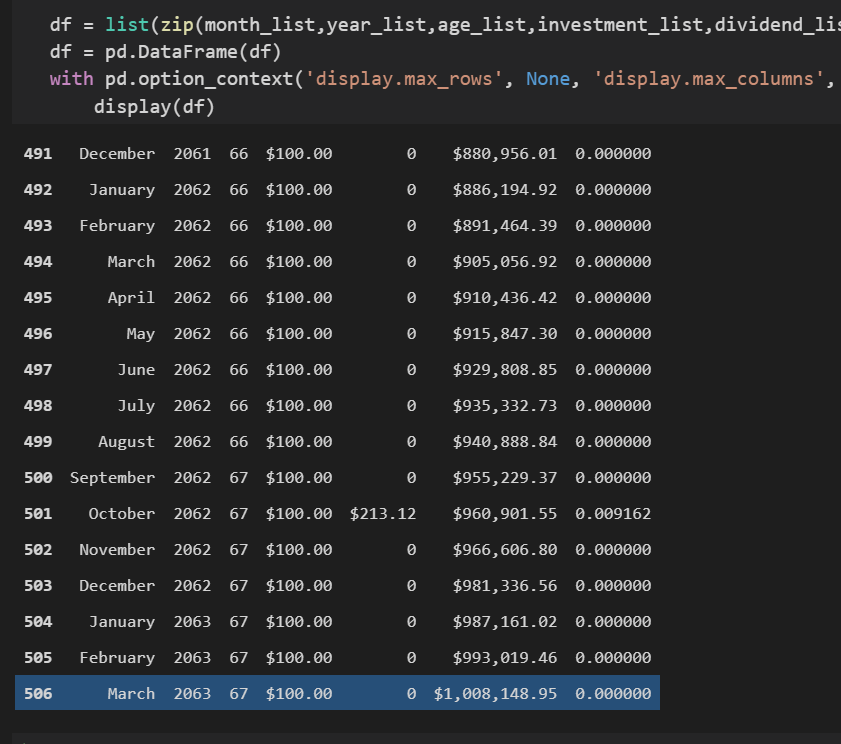 df = list(zip(month_list,year_list,age_list,investment_list,dividend_lis
df = pd.DataFrame(df)
with pd.option_context('display.max_rows', None, 'display.max_columns',
display(df)
491 December 2061 66 $100.00 0 $880,956.01 0.000000
492 January 2062 66 $100.00 0 $886,194.92 0.000000
493 February 2062 66 $100.00 0 $891,464.39 0.000000
494 March 2062 66 $100.00 0 $905,056.92 0.000000
495 April 2062 66 $100.00 0 $910,436.42 0.000000
496 May 2062 66 $100.00 0 $915,847.30 0.000000
497 June 2062 66 $100.00 0 $929,808.85 0.000000
498 July 2062 66 $100.00 0 $935,332.73 0.000000
499 August 2062 66 $100.00 0 $940,888.84 0.000000
500 September 2062 67 $100.00 0 $955,229.37 0.000000
501 October 2062 67 $100.00 $213.12 $960,901.55 0.009162
502 November 2062 67 $100.00 0 $966,606.80 0.000000
503 December 2062 67 $100.00 0 $981,336.56 0.000000
504 January 2063 67 $100.00 0 $987,161.02 0.000000
505 February 2063 67 $100.00 0 $993,019.46 0.000000
506 March 2063 67 $100.00 0 $1,008,148.95 0.000000